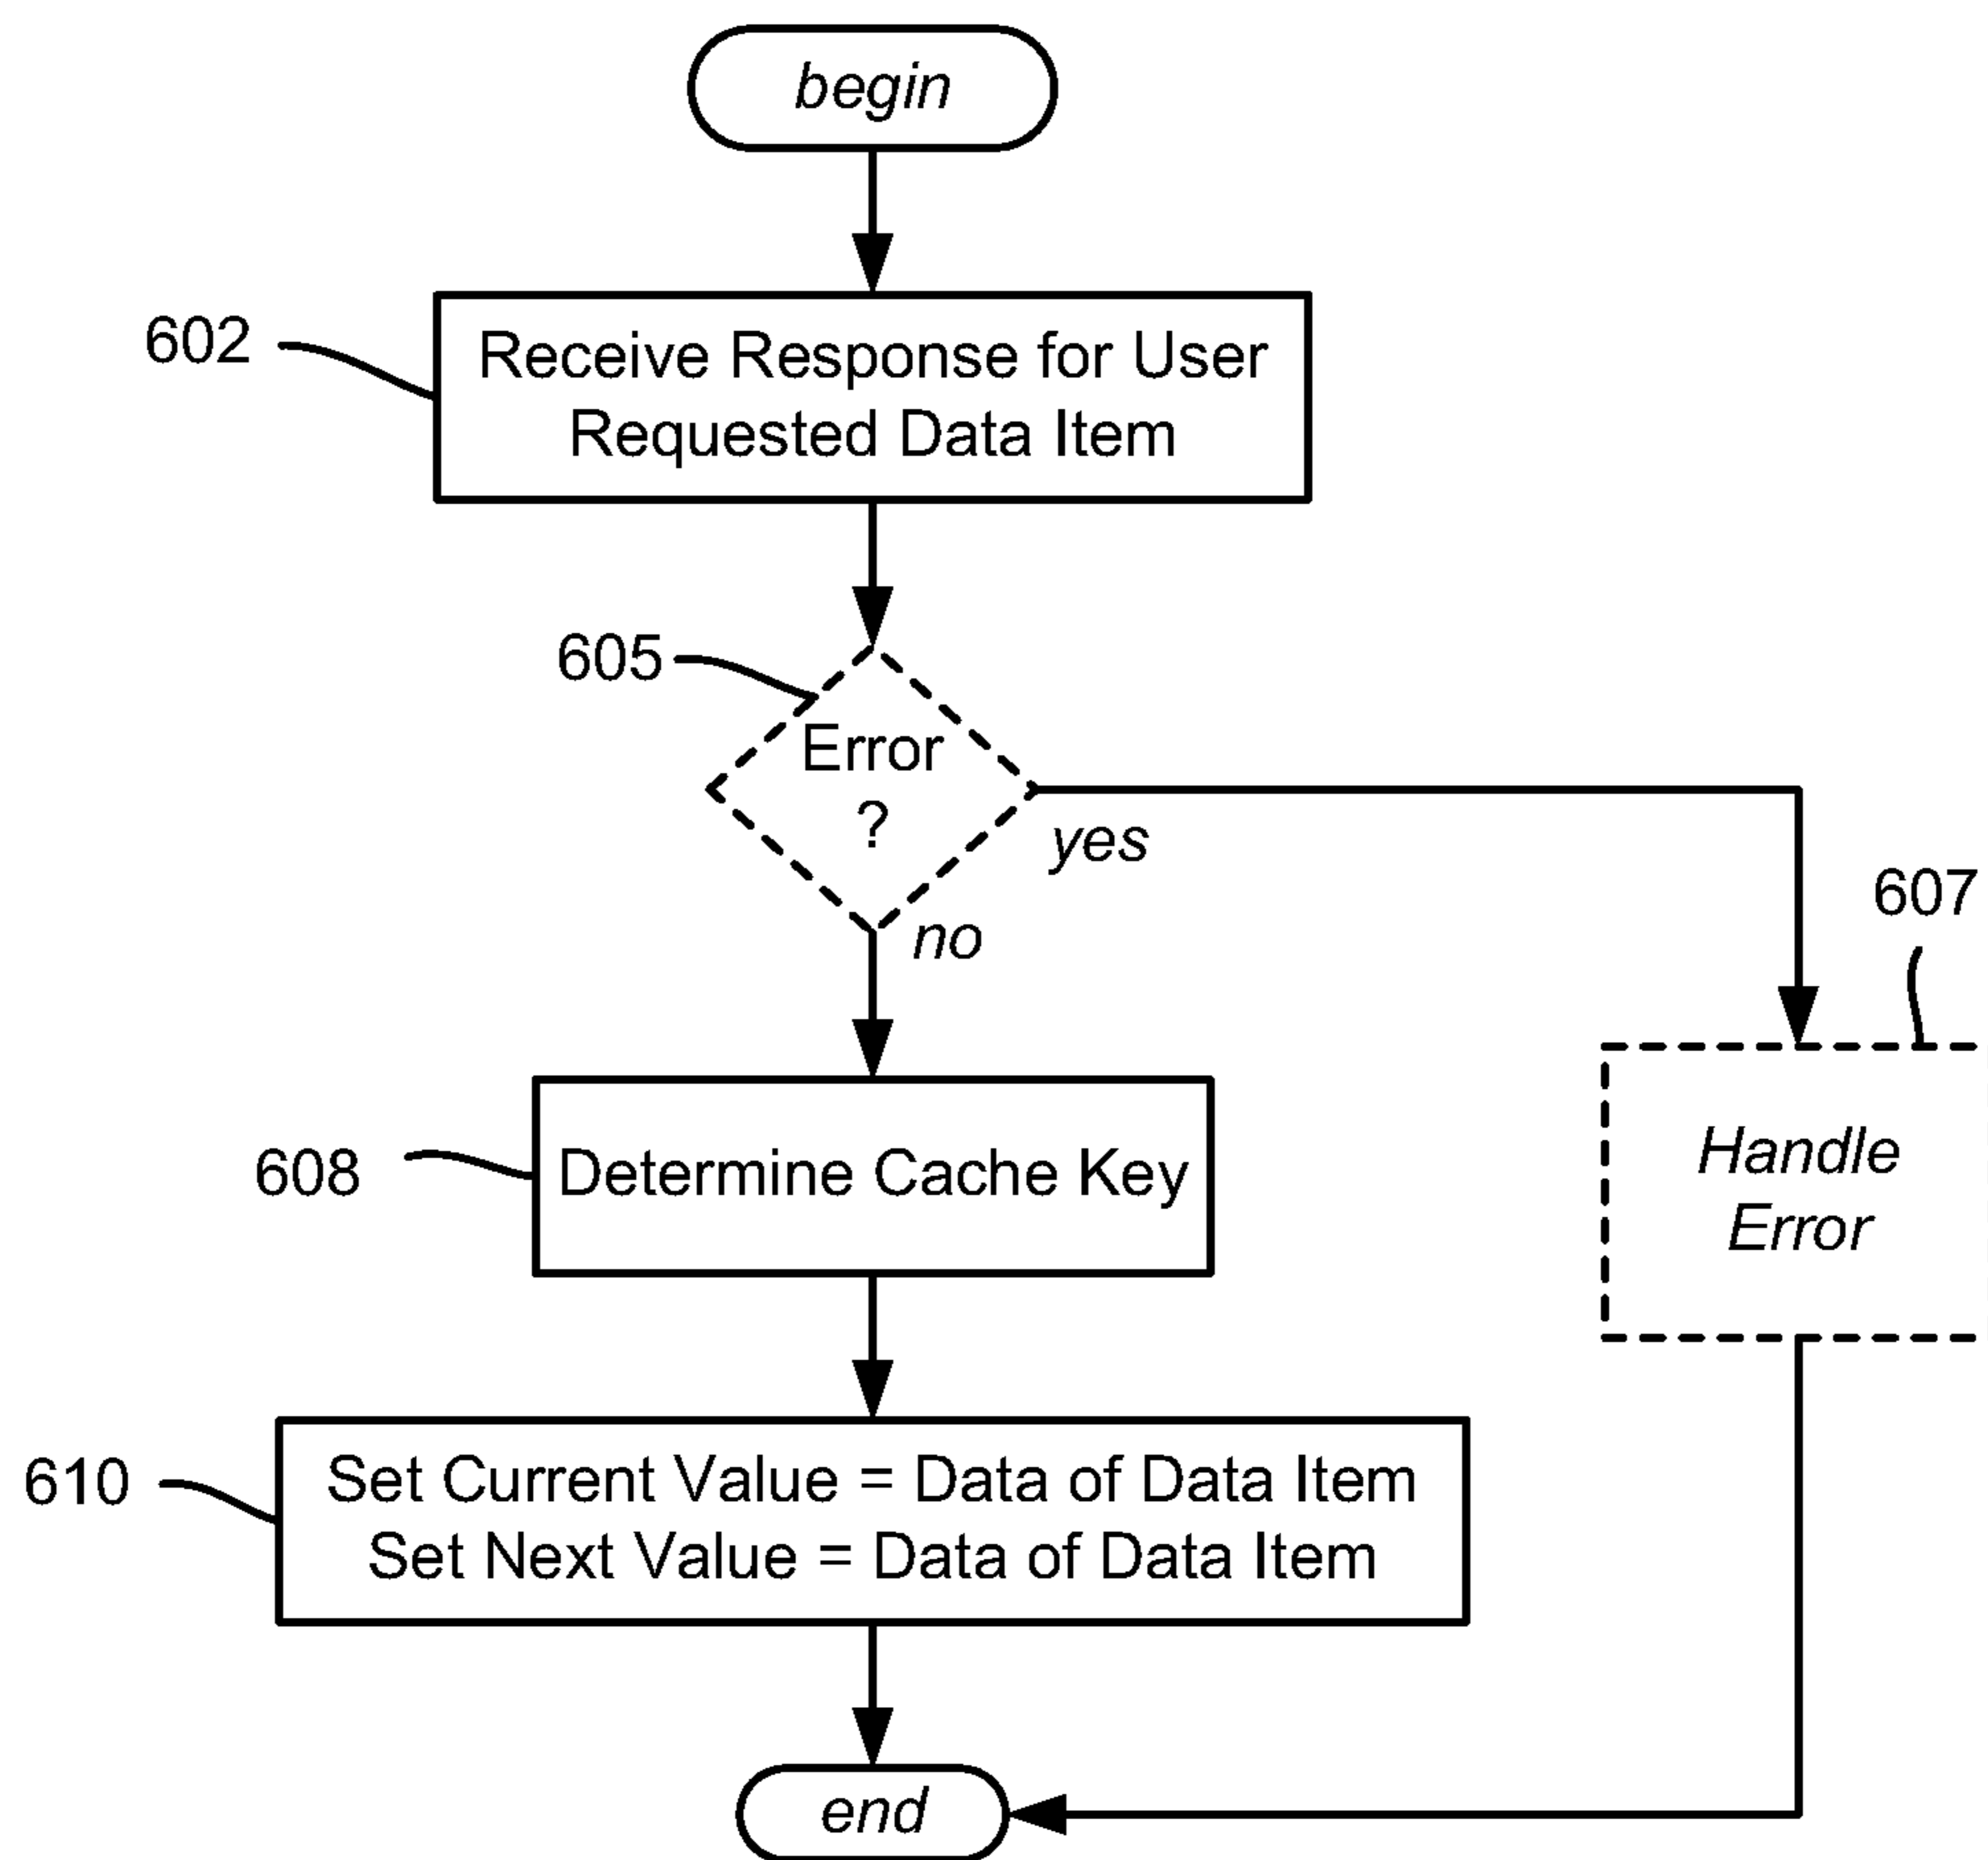 begin
602
Receive Response for User
Requested Data Item
605
Error
?
yes
no
607
Handle
Error
608
Determine Cache Key
610
Set Current Value = Data of Data Item
Set Next Value = Data of Data Item
end